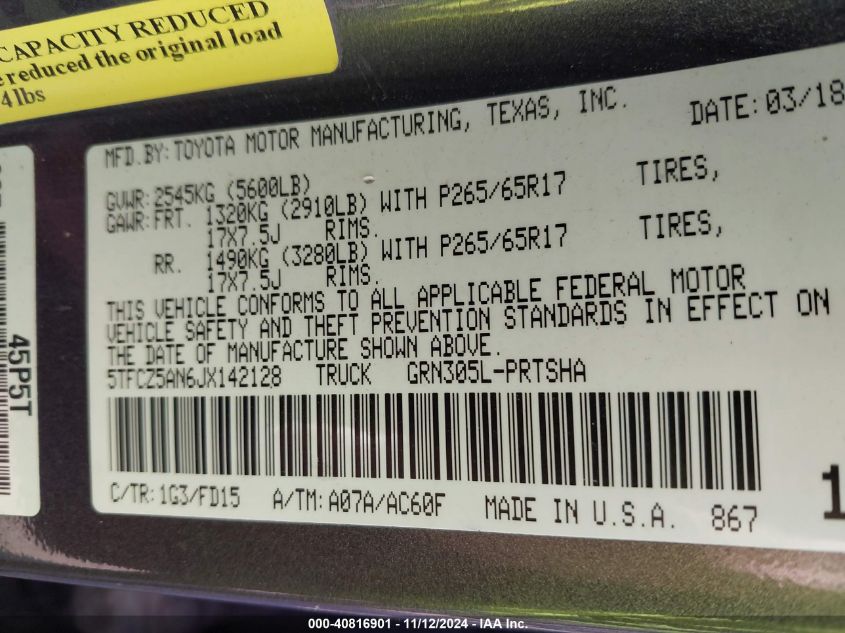 CAPACITY REDUCED
reduced the original load
4 lbs
45P5T
MFD.BY:TOYOTA MOTOR MANUFACTURING, TEXAS, INC. DATE:03/18
GVWR:2545KG (5600LB)
GAWR:FRT. 1320KG (2910LB) WITH P265/65R17 TIRES,
17X7.5J RIMS.
RR. 1490KG (3280LB) WITH P265/65R17 TIRES,
17X7.5J RIMS.
THIS VEHICLE CONFORMS TO ALL APPLICABLE FEDERAL MOTOR
VEHICLE SAFETY AND THEFT PREVENTION STANDARDS IN EFFECT ON
THE DATE OF MANUFACTURE SHOWN ABOVE.
5TFCZ5AN6JX142128 TRUCK GRN305L-PRTSHA
C/TR:1G3/FD15 A/TM:A07A/AC60F MADE IN U.S.A. 867
1
000-40816901 - 11/12/2024 - IAA Inc.